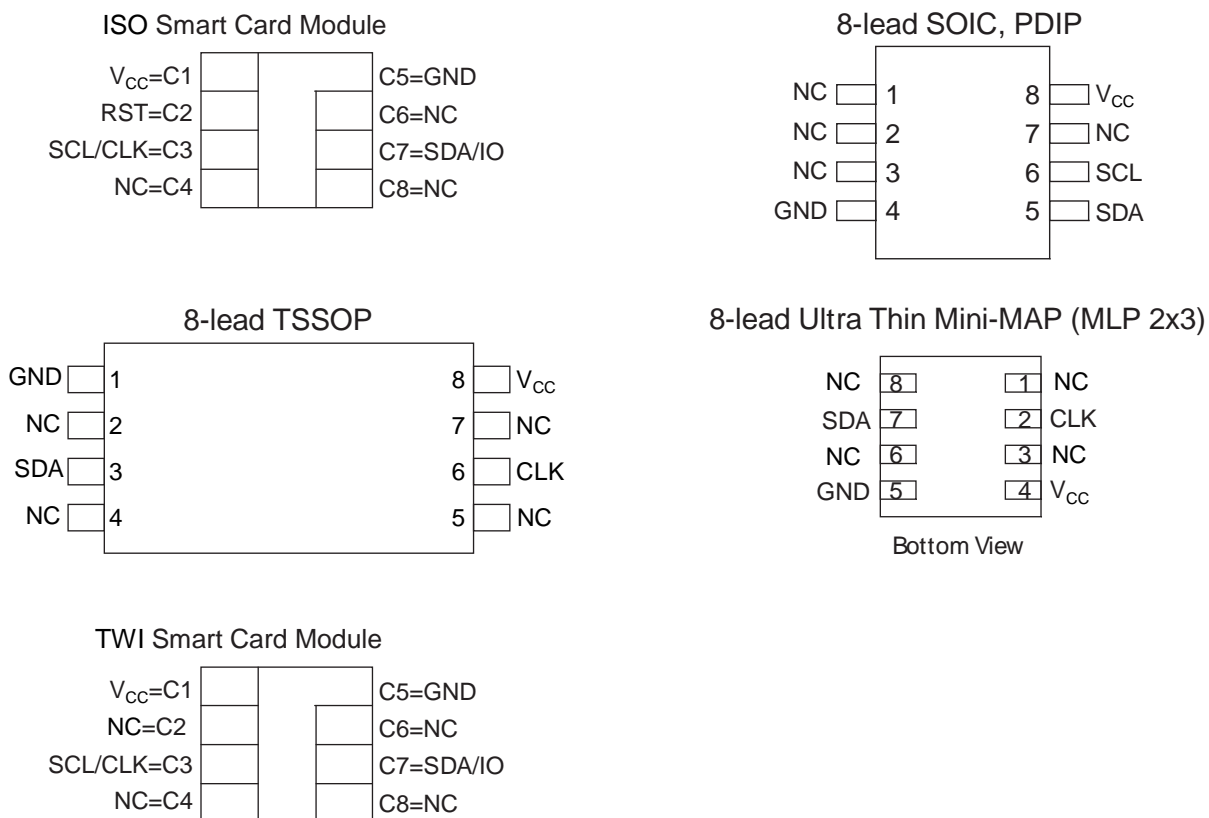 ISO Smart Card Module
VCC=C1 C5=GND
RST=C2 C6=NC
SCL/CLK=C3 C7=SDA/IO
NC=C4 C8=NC
8-lead SOIC, PDIP
NC 1 8 VCC
NC 2 7 NC
NC 3 6 SCL
GND 4 5 SDA
8-lead TSSOP
GND 1 8 VCC
NC 2 7 NC
SDA 3 6 CLK
NC 4 5 NC
8-lead Ultra Thin Mini-MAP (MLP 2x3)
NC 8 1 NC
SDA 7 2 CLK
NC 6 3 NC
GND 5 4 VCC
Bottom View
TWI Smart Card Module
VCC=C1 C5=GND
NC=C2 C6=NC
SCL/CLK=C3 C7=SDA/IO
NC=C4 C8=NC